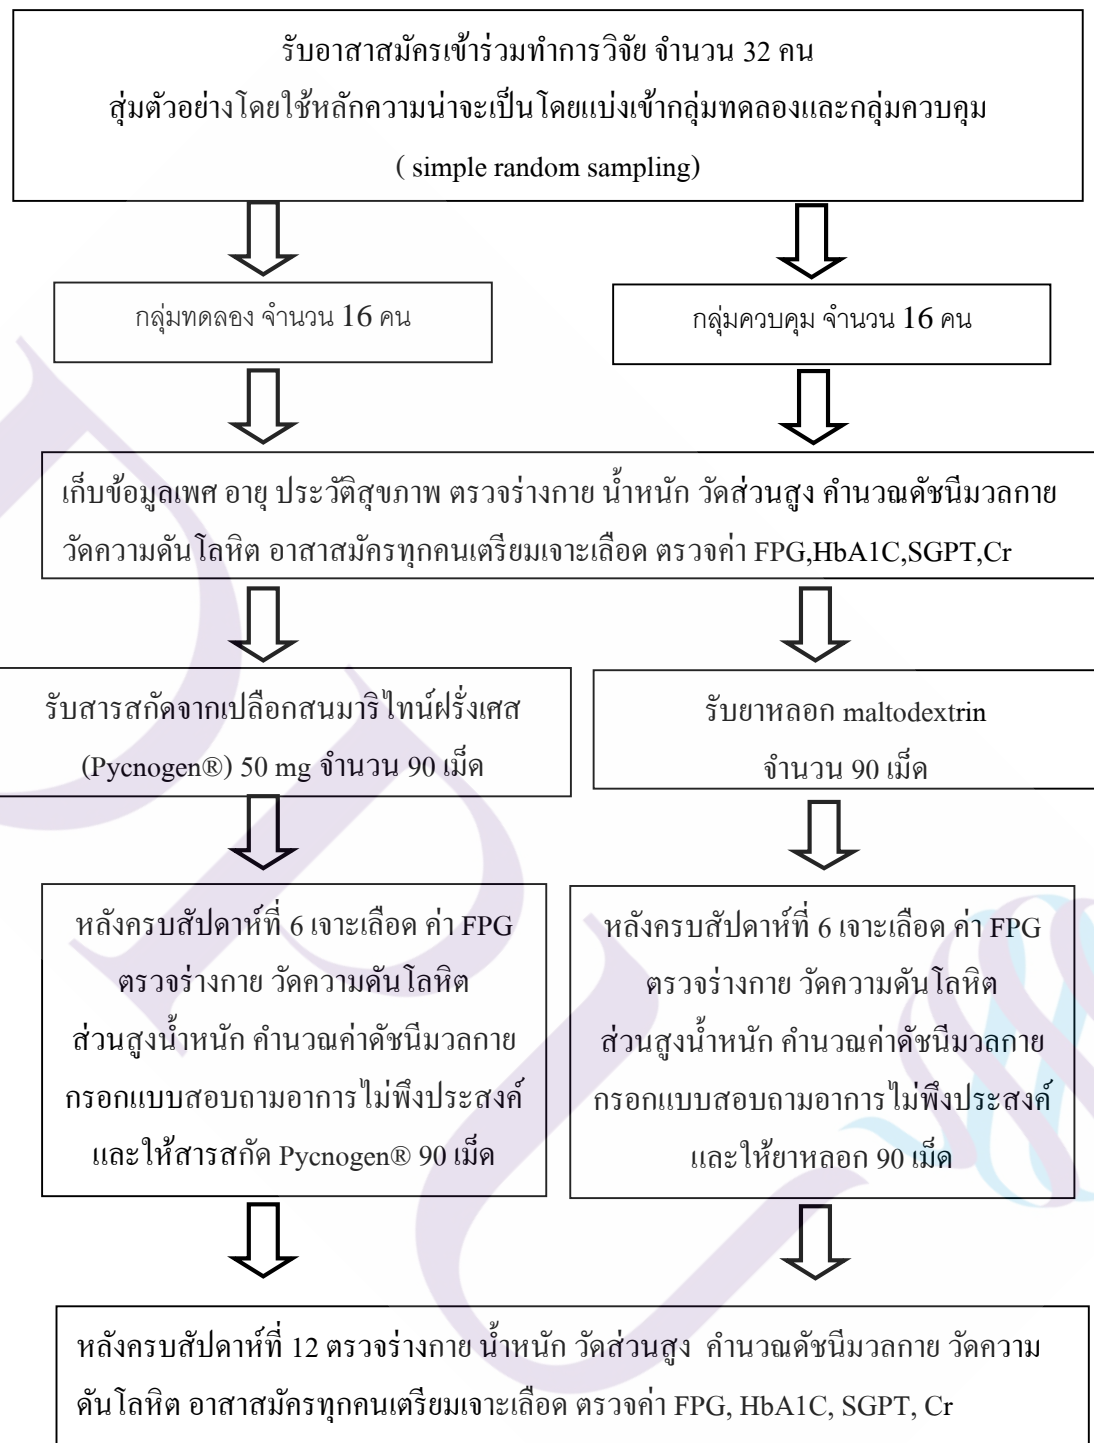 รับอาสาสมัครเข้าร่วมทำการวิจัย จำนวน 32 คน
สุ่มตัวอย่างโดยใช้หลักความน่าจะเป็นโดยแบ่งเข้ากลุ่มทดลองและกลุ่มควบคุม
( simple random sampling)
กลุ่มทดลอง จำนวน 16 คน
กลุ่มควบคุม จำนวน 16 คน
เก็บข้อมูลเพศ อายุ ประวัติสุขภาพ ตรวจร่างกาย น้ำหนัก วัดส่วนสูง คำนวณดัชนีมวลกาย
วัดความดันโลหิต อาสาสมัครทุกคนเตรียมเจาะเลือด ตรวจค่า FPG,HbA1C,SGPT,Cr
รับสารสกัดจากเปลือกสนมาริไทน์ฝรั่งเศส
(Pycnogen®) 50 mg จำนวน 90 เม็ด
รับยาหลอก maltodextrin
จำนวน 90 เม็ด
หลังครบสัปดาห์ที่ 6 เจาะเลือด ค่า FPG
ตรวจร่างกาย วัดความดันโลหิต
ส่วนสูงน้ำหนัก คำนวณค่าดัชนีมวลกาย
กรอกแบบสอบถามอาการไม่พึงประสงค์
และให้สารสกัด Pycnogen® 90 เม็ด
หลังครบสัปดาห์ที่ 6 เจาะเลือด ค่า FPG
ตรวจร่างกาย วัดความดันโลหิต
ส่วนสูงน้ำหนัก คำนวณค่าดัชนีมวลกาย
กรอกแบบสอบถามอาการไม่พึงประสงค์
และให้ยาหลอก 90 เม็ด
หลังครบสัปดาห์ที่ 12 ตรวจร่างกาย น้ำหนัก วัดส่วนสูง คำนวณดัชนีมวลกาย วัดความ
ดันโลหิต อาสาสมัครทุกคนเตรียมเจาะเลือด ตรวจค่า FPG, HbA1C, SGPT, Cr